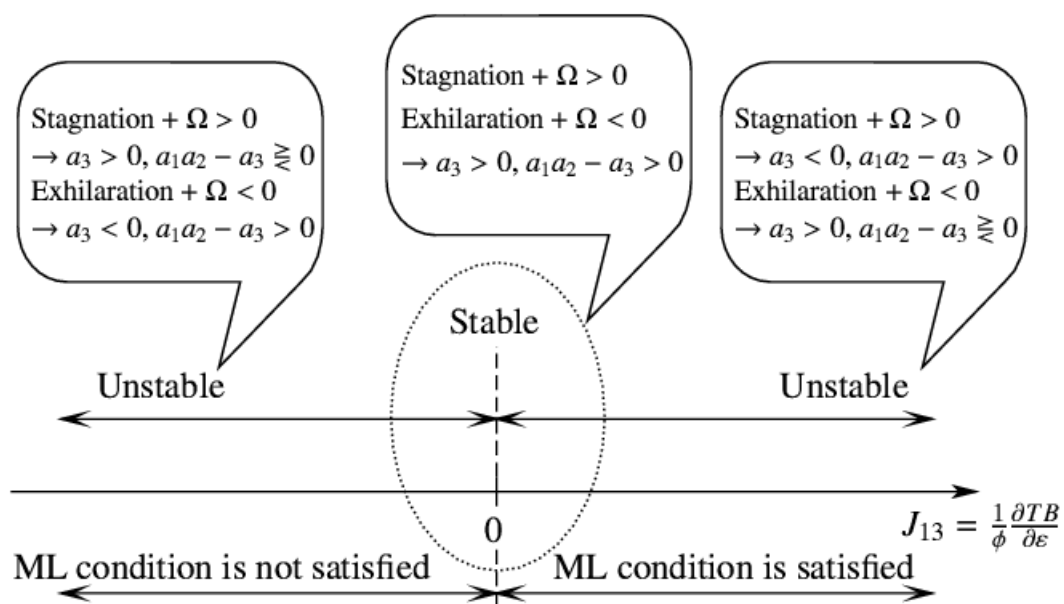 Stagnation + Ω > 0
→ a₃ > 0, a₁a₂ − a₃ ⪌ 0
Exhilaration + Ω < 0
→ a₃ < 0, a₁a₂ − a₃ > 0
Stagnation + Ω > 0
Exhilaration + Ω < 0
→ a₃ > 0, a₁a₂ − a₃ > 0
Stagnation + Ω > 0
→ a₃ < 0, a₁a₂ − a₃ > 0
Exhilaration + Ω < 0
→ a₃ > 0, a₁a₂ − a₃ ⪌ 0
Stable
Unstable
Unstable
0
J₁₃ = 1/ϕ ∂TB/∂ε
ML condition is not satisfied
ML condition is satisfied